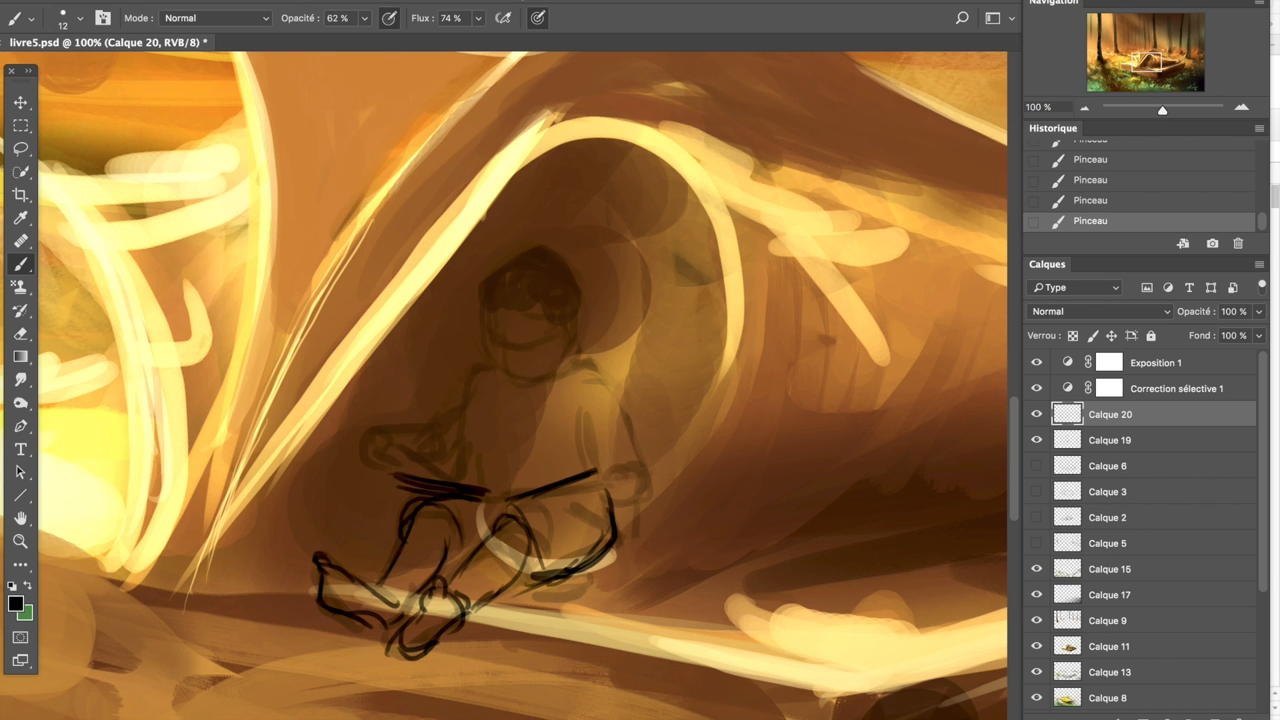 Mode : Normal Opacité : 62 % Flux : 74 %
12
livre5.psd @ 100% (Calque 20, RVB/8) *
Navigation
100 %
Historique
Pinceau
Pinceau
Pinceau
Pinceau
Calques
Type
Normal Opacité : 100 %
Verrou : Fond : 100 %
Exposition 1
Correction sélective 1
Calque 20
Calque 19
Calque 6
Calque 3
Calque 2
Calque 5
Calque 15
Calque 17
Calque 9
Calque 11
Calque 13
Calque 8